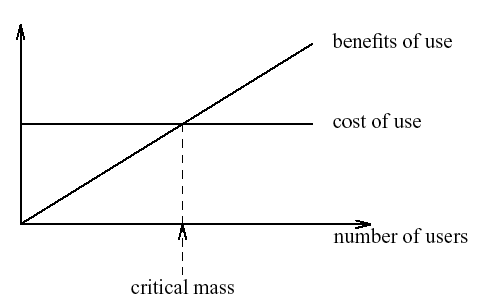 benefits of use
cost of use
number of users
critical mass